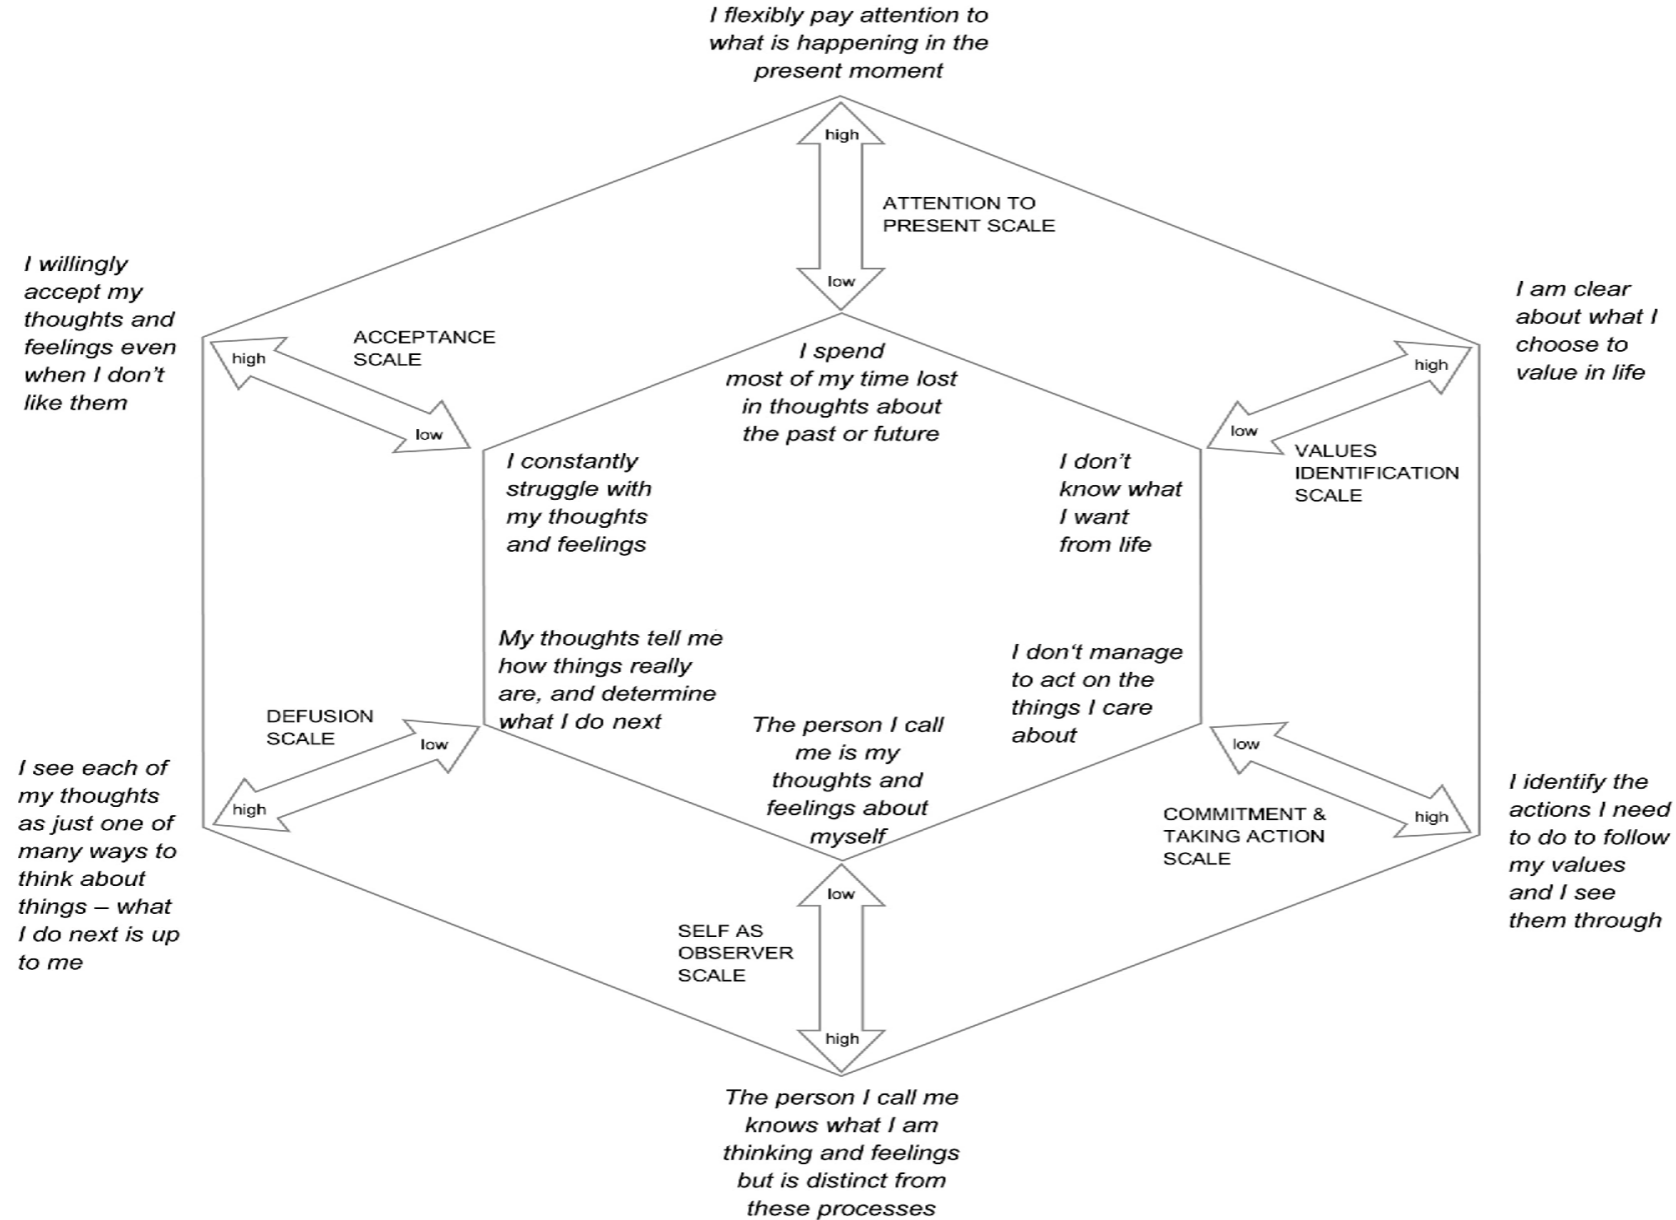 I flexibly pay attention to
what is happening in the
present moment
high
ATTENTION TO
PRESENT SCALE
low
I willingly
accept my
thoughts and
feelings even
when I don't
like them
high
ACCEPTANCE
SCALE
low
I spend
most of my time lost
in thoughts about
the past or future
I am clear
about what I
choose to
value in life
high
low
VALUES
IDENTIFICATION
SCALE
I constantly
struggle with
my thoughts
and feelings
I don't
know what
I want
from life
My thoughts tell me
how things really
are, and determine
what I do next
The person I call
me is my
thoughts and
feelings about
myself
I don't manage
to act on the
things I care
about
DEFUSION
SCALE
low
high
I see each of
my thoughts
as just one of
many ways to
think about
things – what
I do next is up
to me
low
high
COMMITMENT &
TAKING ACTION
SCALE
I identify the
actions I need
to do to follow
my values
and I see
them through
low
SELF AS
OBSERVER
SCALE
high
The person I call me
knows what I am
thinking and feelings
but is distinct from
these processes